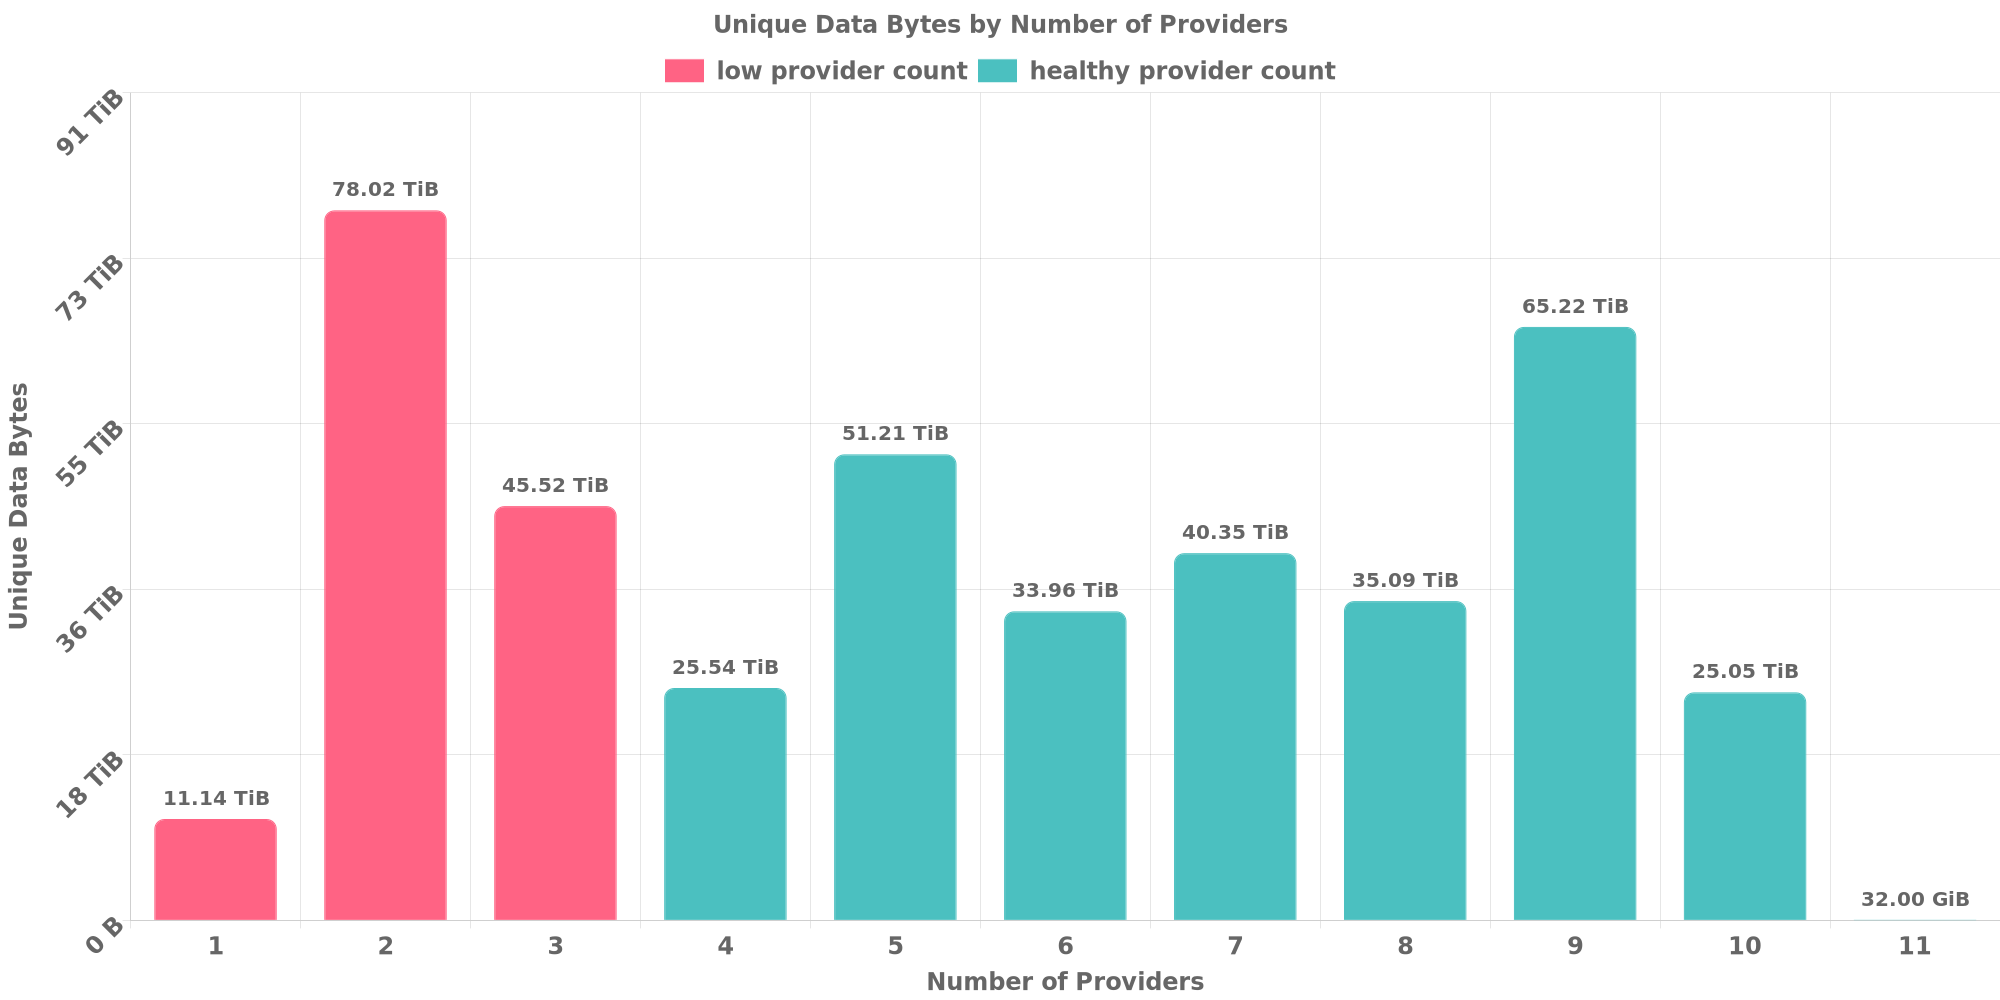 Unique Data Bytes by Number of Providers
low provider count healthy provider count
Unique Data Bytes
91 TiB
73 TiB
55 TiB
36 TiB
18 TiB
0 B
11.14 TiB
78.02 TiB
45.52 TiB
25.54 TiB
51.21 TiB
33.96 TiB
40.35 TiB
35.09 TiB
65.22 TiB
25.05 TiB
32.00 GiB
1 2 3 4 5 6 7 8 9 10 11
Number of Providers